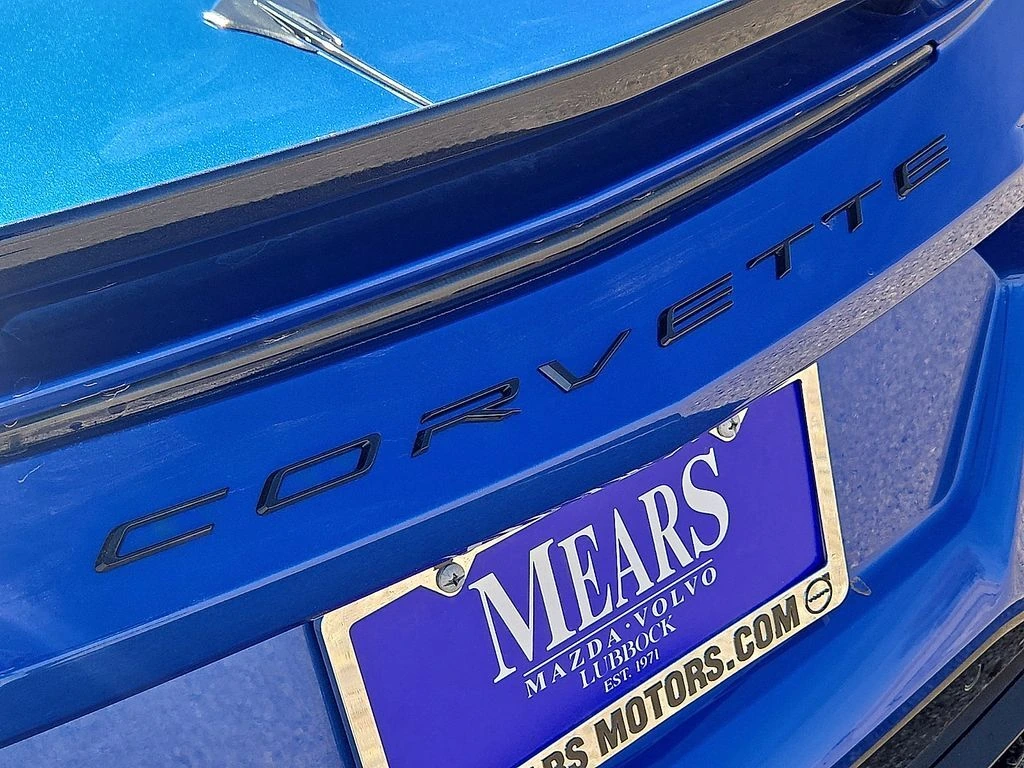 CORVETTE
MEARS
MAZDA·VOLVO
LUBBOCK
EST. 1971
RS MOTORS.COM